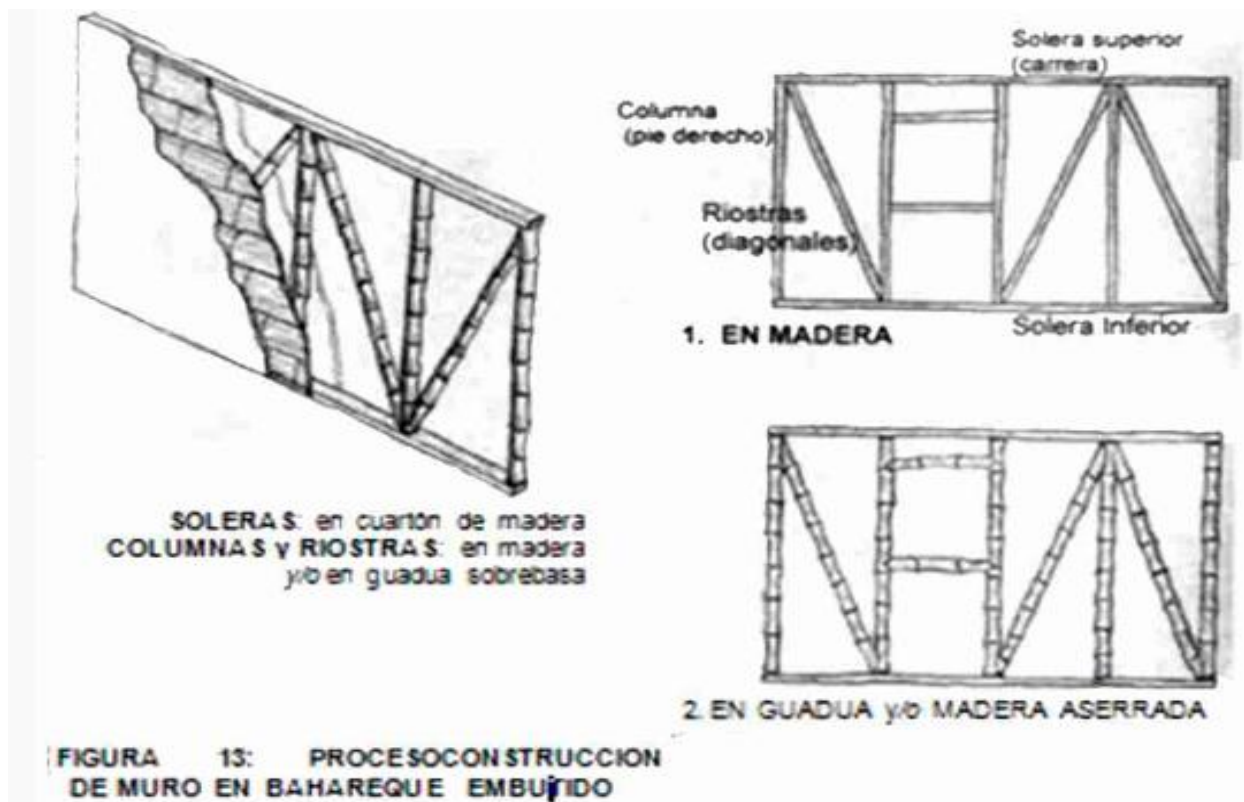 Solera superior
(carrera)
Columna
(pie derecho)
Riostras
(diagonales)
Solera Inferior
1. EN MADERA
SOLERAS: en cuartón de madera
COLUMNAS y RIOSTRAS: en madera
y/o en guadua sobrebasa
2. EN GUADUA y/o MADERA ASERRADA
FIGURA 13: PROCESOCONSTRUCCION
DE MURO EN BAHAREQUE EMBUTIDO